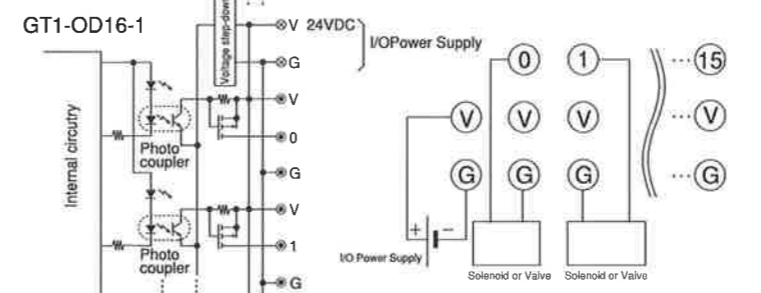 GT1-OD16-1
Voltage step-down
V 24VDC
I/OPower Supply
G
V
0
G
V
1
G
Internal circutry
Photo
coupler
Photo
coupler
0 1 ...15
V V V ...V
G G G ...G
+ −
I/O Power Supply
Solenoid or Valve Solenoid or Valve